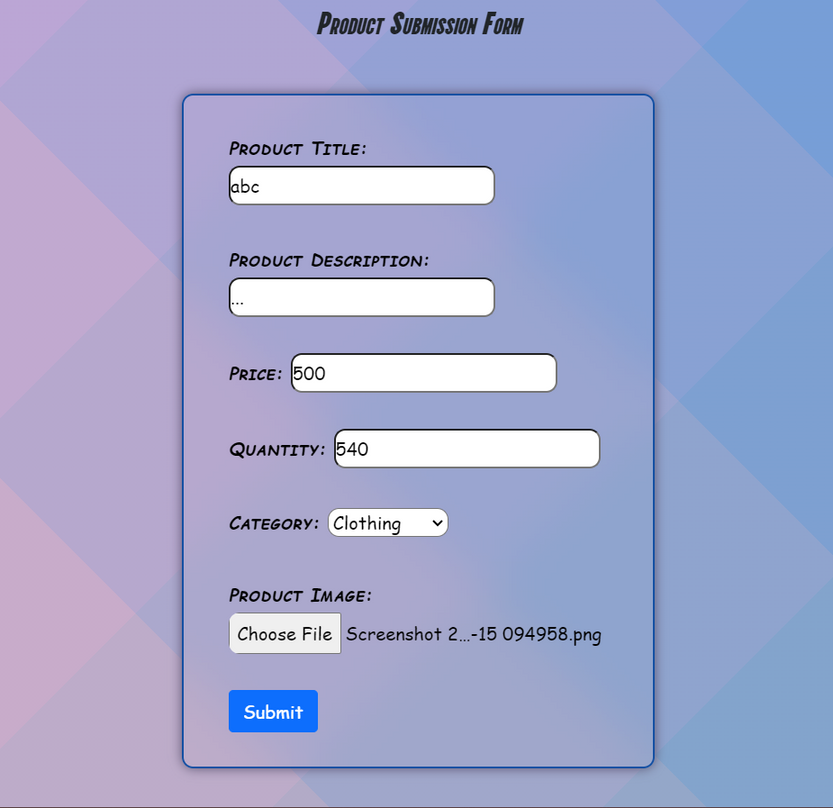 Product Submission Form
Product Title:
abc
Product Description:
...
Price: 500
Quantity: 540
Category: Clothing
Product Image:
Choose File Screenshot 2...-15 094958.png
Submit